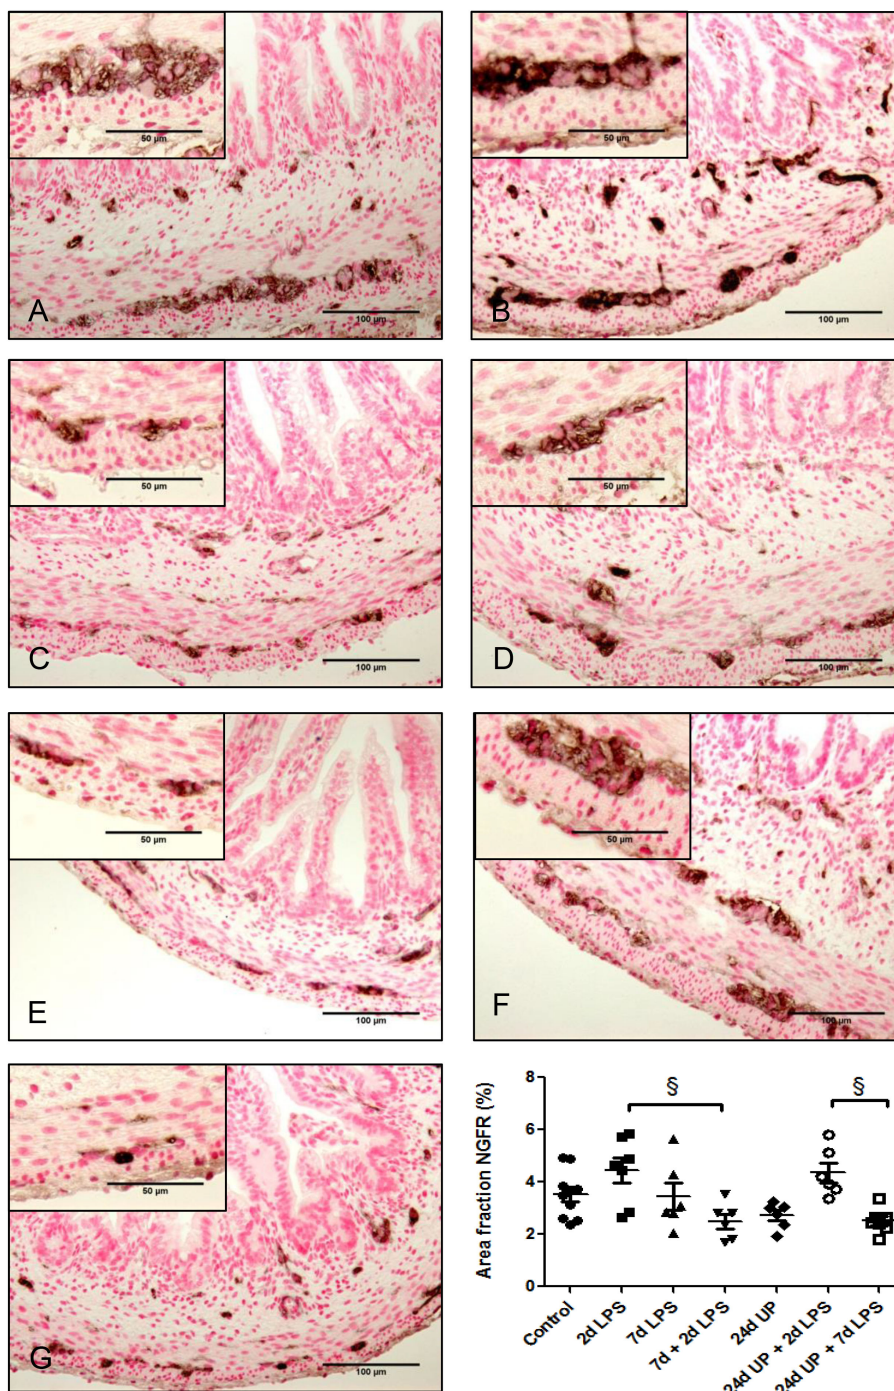 50 µm
100 µm
A
50 µm
100 µm
B
50 µm
100 µm
C
50 µm
100 µm
D
50 µm
100 µm
E
50 µm
100 µm
F
50 µm
100 µm
G
Area fraction NGFR (%)
8
6
4
2
0
§
§
Control
2d LPS
7d LPS
7d + 2d LPS
24d UP
24d UP + 2d LPS
24d UP + 7d LPS